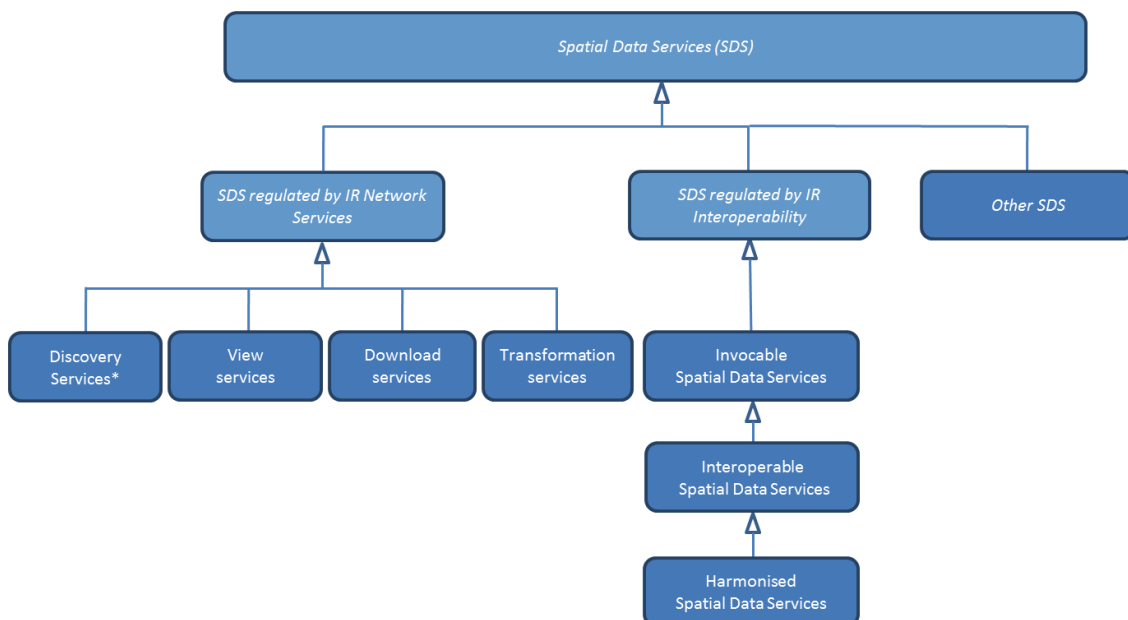 Spatial Data Services (SDS)
SDS regulated by IR Network
Services
SDS regulated by IR
Interoperability
Other SDS
Discovery
Services*
View
services
Download
services
Transformation
services
Invocable
Spatial Data Services
Interoperable
Spatial Data Services
Harmonised
Spatial Data Services